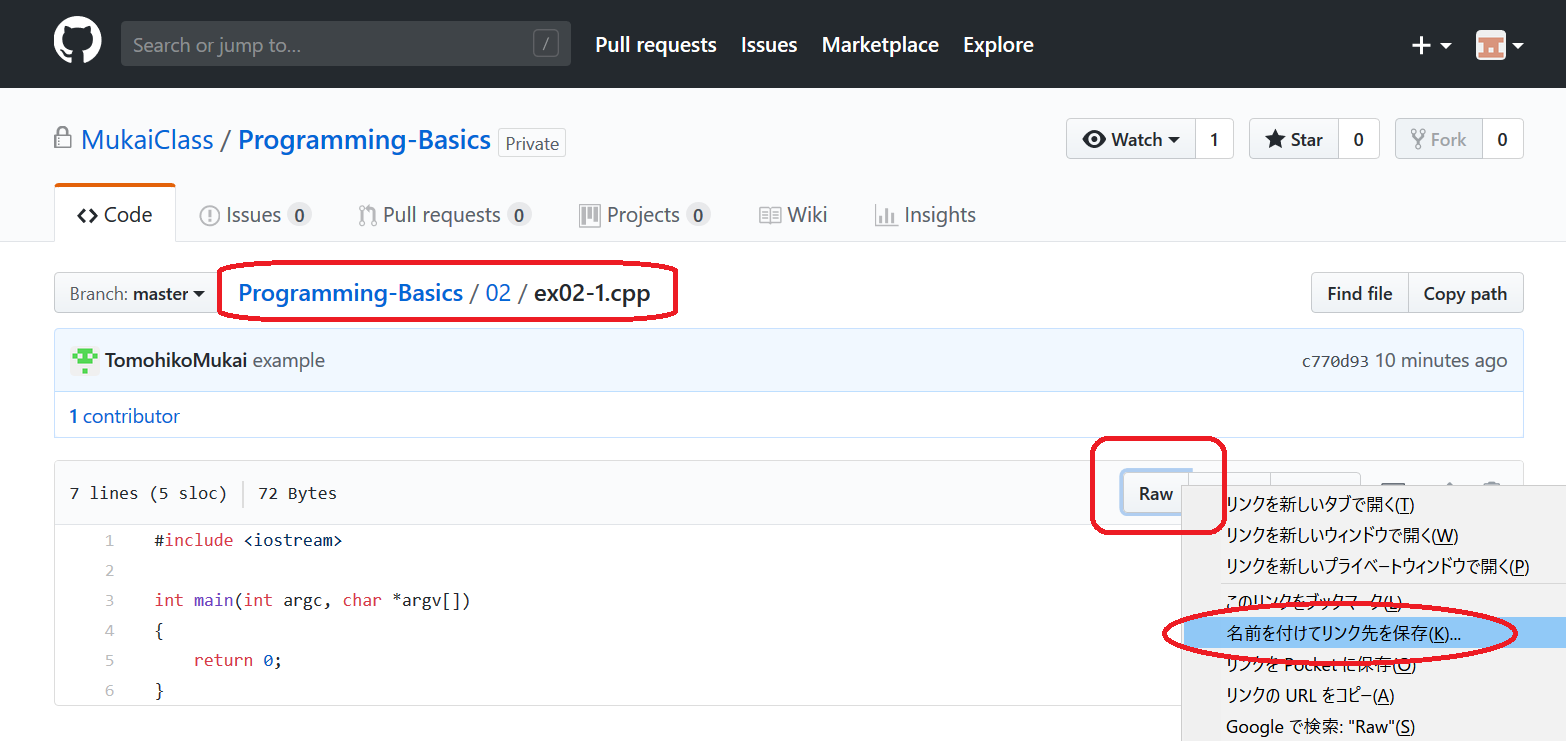 Search or jump to... / Pull requests Issues Marketplace Explore
MukaiClass / Programming-Basics Private Watch 1 Star 0 Fork 0
Code Issues 0 Pull requests 0 Projects 0 Wiki Insights
Branch: master Programming-Basics / 02 / ex02-1.cpp Find file Copy path
TomohikoMukai example c770d93 10 minutes ago
1 contributor
7 lines (5 sloc) 72 Bytes Raw
1 #include <iostream>
2
3 int main(int argc, char *argv[])
4 {
5 return 0;
6 }
リンクを新しいタブで開く(T)
リンクを新しいウィンドウで開く(W)
リンクを新しいプライベートウィンドウで開く(P)
このリンクをブックマーク(L)
名前を付けてリンク先を保存(K)...
リンクを Pocket に保存(O)
リンクの URL をコピー(A)
Google で検索: "Raw"(S)